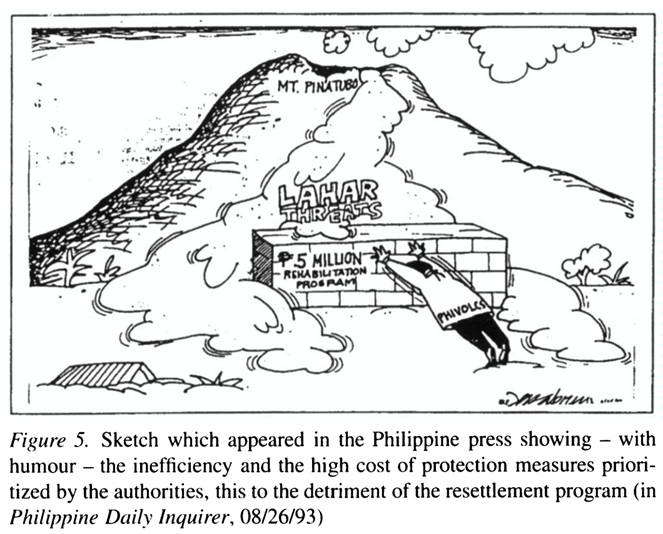 MT. PINATUBO
LAHAR
THREATS
₱5 MILLION
REHABILITATION
PROGRAM
PHIVOLCS
Figure 5. Sketch which appeared in the Philippine press showing – with
humour – the inefficiency and the high cost of protection measures priori-
tized by the authorities, this to the detriment of the resettlement program (in
Philippine Daily Inquirer, 08/26/93)